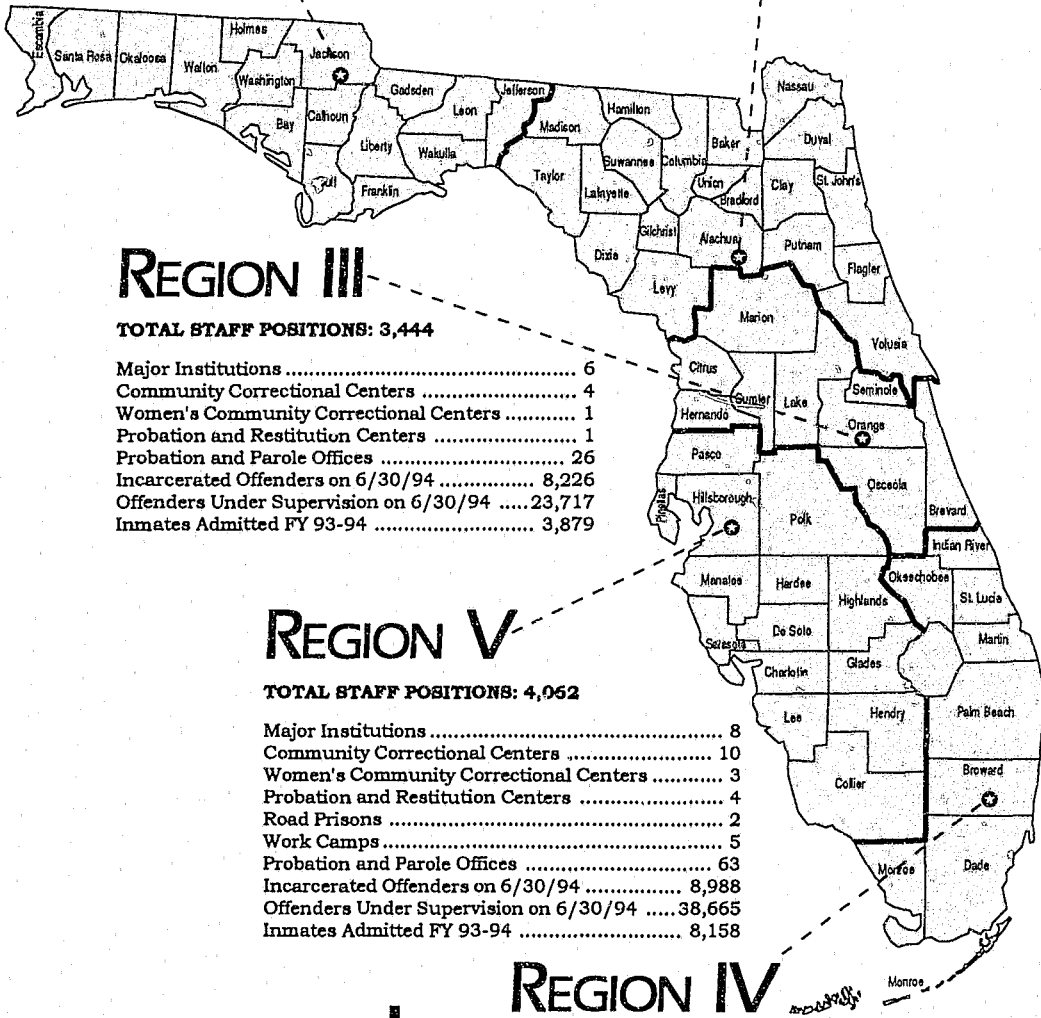 Escambia
Santa Rosa
Okaloosa
Walton
Holmes
Washington
Jackson
Bay
Calhoun
Gulf
Gadsden
Liberty
Franklin
Leon
Wakulla
Jefferson
Madison
Taylor
Hamilton
Suwannee
Lafayette
Dixie
Columbia
Gilchrist
Levy
Baker
Union
Bradford
Alachua
Nassau
Duval
Clay
St. John's
Putnam
Flagler
Marion
Volusia
Citrus
Sumter
Lake
Seminole
Hernando
Orange
Pasco
Osceola
Pinellas
Hillsborough
Polk
Brevard
Indian River
Manatee
Hardee
Highlands
Okeechobee
St. Lucie
Sarasota
De Soto
Martin
Charlotte
Glades
Lee
Hendry
Palm Beach
Collier
Broward
Monroe
Dade
Monroe
REGION III
TOTAL STAFF POSITIONS: 3,444
Major Institutions .......................................... 6
Community Correctional Centers ...................... 4
Women's Community Correctional Centers ........... 1
Probation and Restitution Centers .................... 1
Probation and Parole Offices .......................... 26
Incarcerated Offenders on 6/30/94 ................ 8,226
Offenders Under Supervision on 6/30/94 .....23,717
Inmates Admitted FY 93-94 ........................... 3,879
REGION V
TOTAL STAFF POSITIONS: 4,062
Major Institutions .......................................... 8
Community Correctional Centers ...................... 10
Women's Community Correctional Centers ........... 3
Probation and Restitution Centers .................... 4
Road Prisons .................................................. 2
Work Camps .................................................. 5
Probation and Parole Offices .......................... 63
Incarcerated Offenders on 6/30/94 ................ 8,988
Offenders Under Supervision on 6/30/94 .....38,665
Inmates Admitted FY 93-94 ........................... 8,158
REGION IV